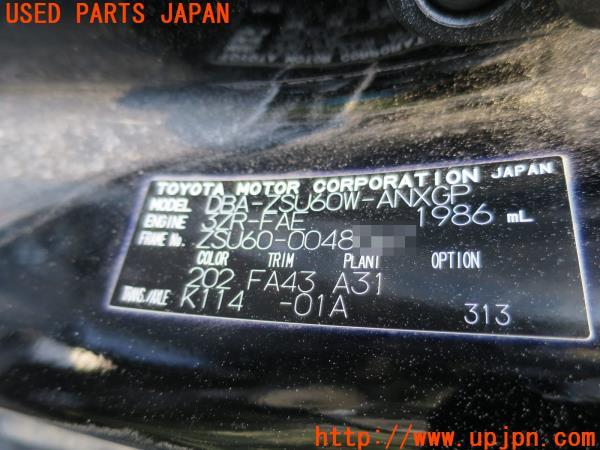 USED PARTS JAPAN
TOYOTA MOTOR CORPORATION JAPAN
MODEL DBA-ZSU60W-ANXGP
ENGINE 3ZR-FAE 1986 mL
FRAME No. ZSU60-0048
COLOR TRIM PLANT OPTION
202 FA43 A31
TRANS./AXLE K114 -01A 313
http://www.upjpn.com